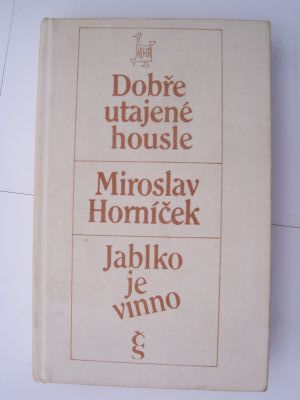 Dobře
utajené
housle
Miroslav
Horníček
Jablko
je
vinno
čs